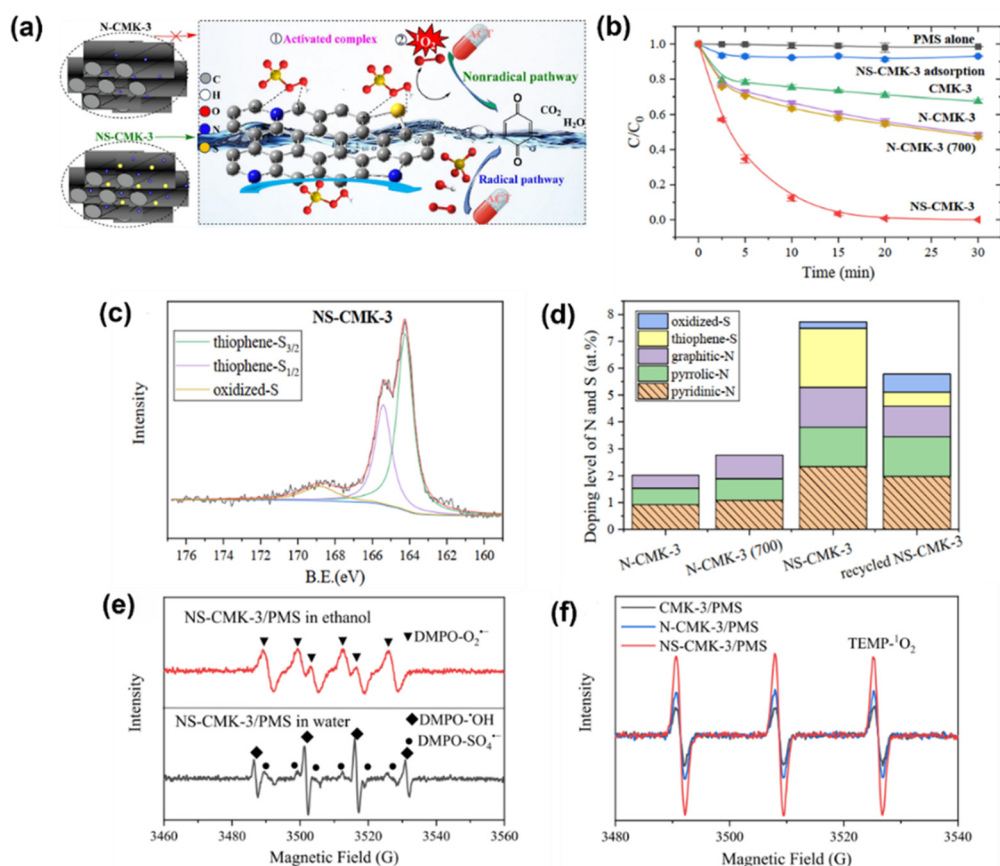 (a)
N-CMK-3
NS-CMK-3
① Activated complex
②
¹O₂
ACT
Nonradical pathway
CO₂
H₂O
Radical pathway
ACT
C
H
O
N
S
(b)
C/C₀
1.0
0.8
0.6
0.4
0.2
0.0
PMS alone
NS-CMK-3 adsorption
CMK-3
N-CMK-3
N-CMK-3 (700)
NS-CMK-3
0 5 10 15 20 25 30
Time (min)
(c)
NS-CMK-3
thiophene-S3/2
thiophene-S1/2
oxidized-S
Intensity
176 174 172 170 168 166 164 162 160
B.E.(eV)
(d)
Doping level of N and S (at.%)
8
7
6
5
4
3
2
1
0
oxidized-S
thiophene-S
graphitic-N
pyrrolic-N
pyridinic-N
N-CMK-3
N-CMK-3 (700)
NS-CMK-3
recycled NS-CMK-3
(e)
NS-CMK-3/PMS in ethanol
▼DMPO-O₂•−
NS-CMK-3/PMS in water
◆DMPO-•OH
●DMPO-SO₄•−
Intensity
3460 3480 3500 3520 3540 3560
Magnetic Field (G)
(f)
CMK-3/PMS
N-CMK-3/PMS
NS-CMK-3/PMS
TEMP-¹O₂
Intensity
3480 3500 3520 3540
Magnetic Field (G)